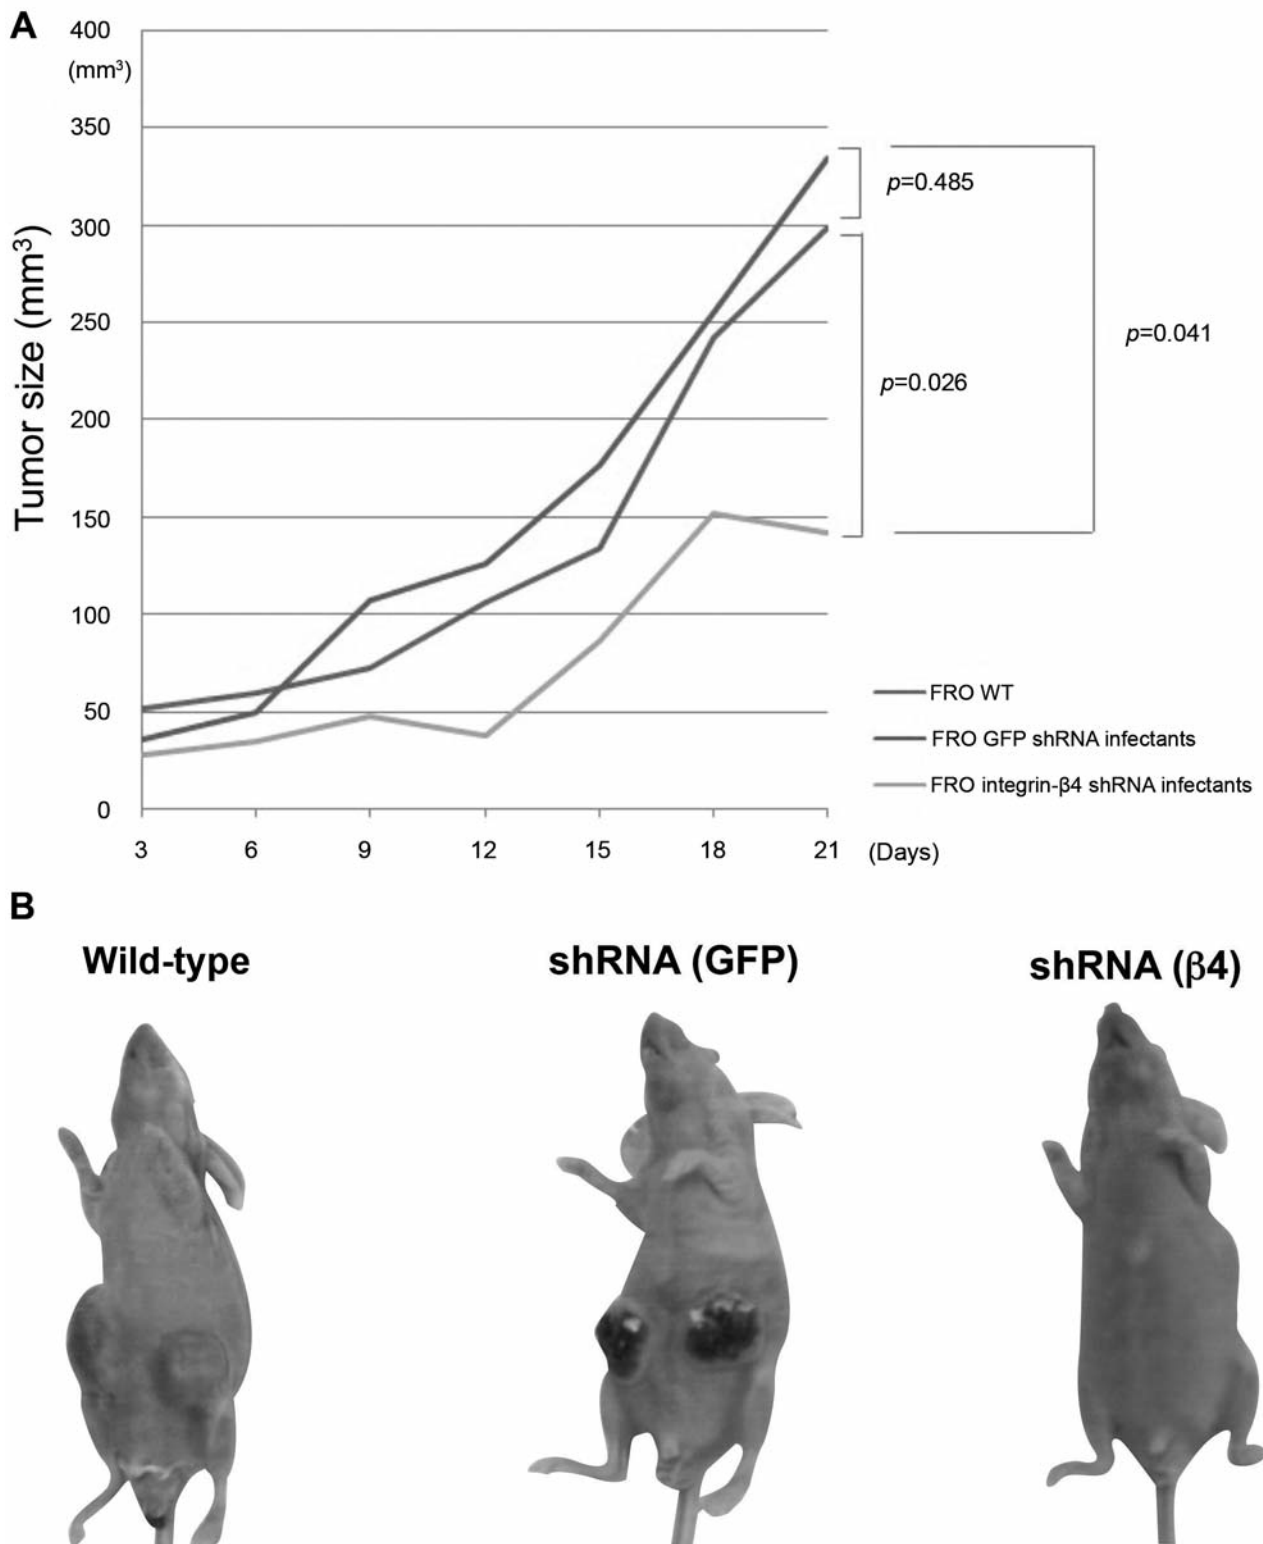 A
400
(mm³)
350
300
250
200
150
100
50
0
Tumor size (mm³)
p=0.485
p=0.041
p=0.026
FRO WT
FRO GFP shRNA infectants
FRO integrin-β4 shRNA infectants
3 6 9 12 15 18 21 (Days)
B
Wild-type shRNA (GFP) shRNA (β4)